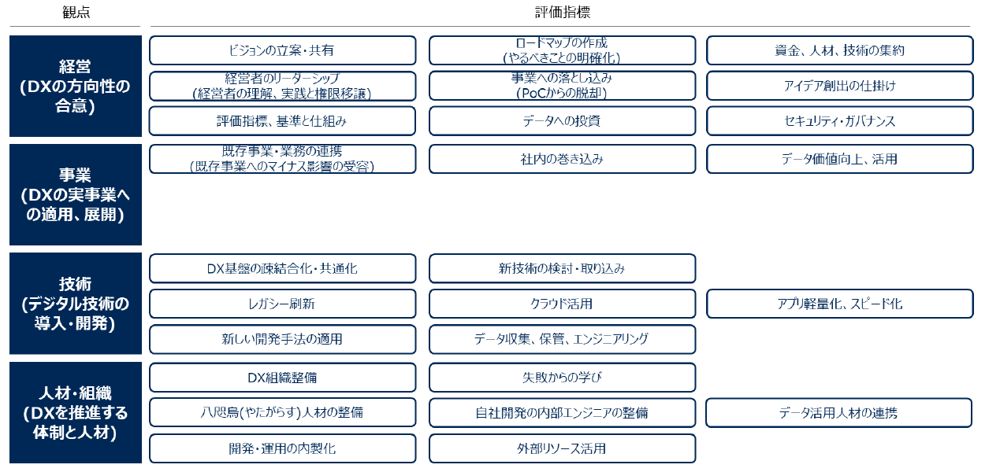 観点
評価指標
経営
(DXの方向性の
合意)
ビジョンの立案・共有
ロードマップの作成
(やるべきことの明確化)
資金、人材、技術の集約
経営者のリーダーシップ
(経営者の理解、実践と権限移譲)
事業への落とし込み
(PoCからの脱却)
アイデア創出の仕掛け
評価指標、基準と仕組み
データへの投資
セキュリティ・ガバナンス
事業
(DXの実事業へ
の適用、展開)
既存事業・業務の連携
(既存事業へのマイナス影響の受容)
社内の巻き込み
データ価値向上、活用
技術
(デジタル技術の
導入・開発)
DX基盤の疎結合化・共通化
新技術の検討・取り込み
レガシー刷新
クラウド活用
アプリ軽量化、スピード化
新しい開発手法の適用
データ収集、保管、エンジニアリング
人材・組織
(DXを推進する
体制と人材)
DX組織整備
失敗からの学び
八咫烏(やたがらす)人材の整備
自社開発の内部エンジニアの整備
データ活用人材の連携
開発・運用の内製化
外部リソース活用